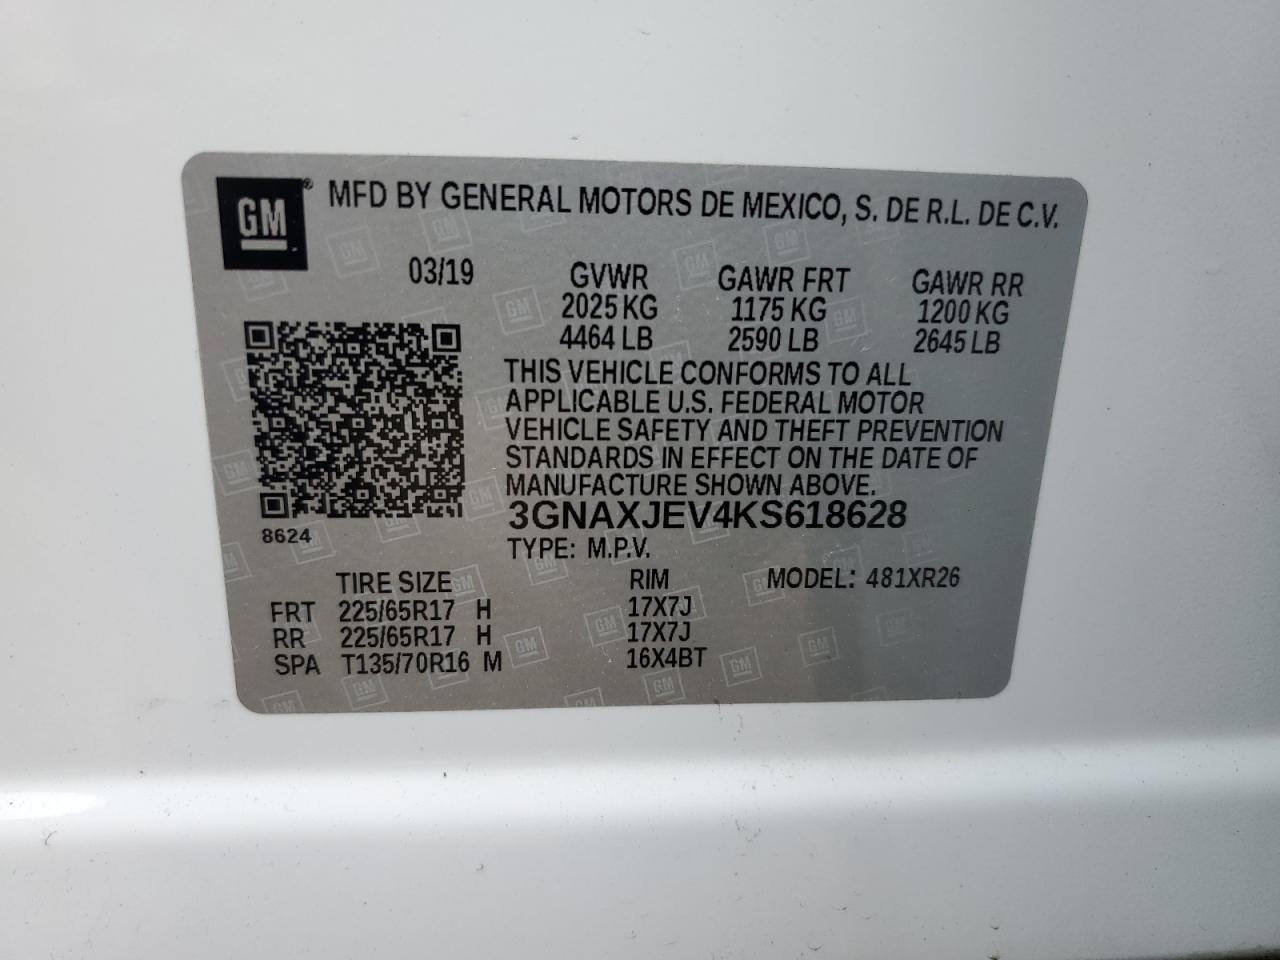 GM® MFD BY GENERAL MOTORS DE MEXICO, S. DE R.L. DE C.V.
03/19 GVWR GAWR FRT GAWR RR
2025 KG 1175 KG 1200 KG
4464 LB 2590 LB 2645 LB
THIS VEHICLE CONFORMS TO ALL
APPLICABLE U.S. FEDERAL MOTOR
VEHICLE SAFETY AND THEFT PREVENTION
STANDARDS IN EFFECT ON THE DATE OF
MANUFACTURE SHOWN ABOVE.
3GNAXJEV4KS618628
8624
TYPE: M.P.V.
TIRE SIZE RIM MODEL: 481XR26
FRT 225/65R17 H 17X7J
RR 225/65R17 H 17X7J
SPA T135/70R16 M 16X4BT